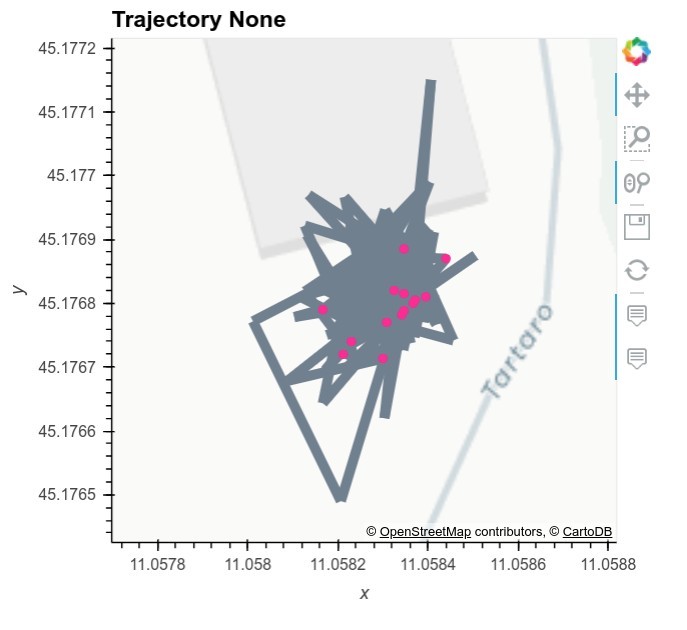 Trajectory None
45.1772
45.1771
45.177
45.1769
45.1768
45.1767
45.1766
45.1765
y
Tartaro
© OpenStreetMap contributors, © CartoDB
11.0578 11.058 11.0582 11.0584 11.0586 11.0588
x